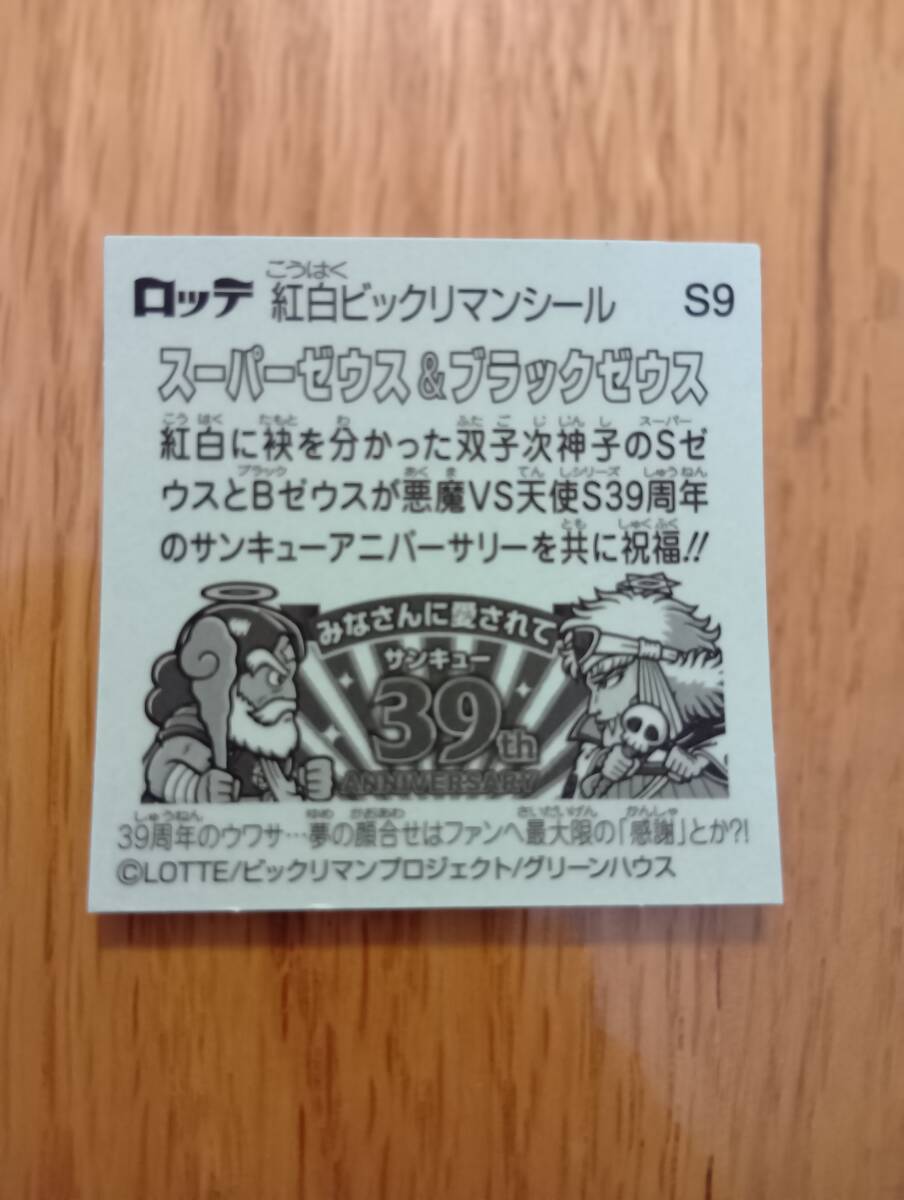 ロッテ 紅白ビックリマンシール S9
こうはく
スーパーゼウス&ブラックゼウス
こう はく たもと わ ふた ご じ じん し スーパー
紅白に袂を分かった双子次神子のSゼ
ブラック あく ま てん しシリーズ しゅうねん
ウスとBゼウスが悪魔VS天使S39周年
とも しゅくふく
のサンキューアニバーサリーを共に祝福!!
みなさんに愛されて
サンキュー
39th
ANNIVERSARY
しゅうねん ゆめ かおあわ さいだいげん かんしゃ
39周年のウワサ…夢の顔合せはファンへ最大限の「感謝」とか?!
©LOTTE/ビックリマンプロジェクト/グリーンハウス